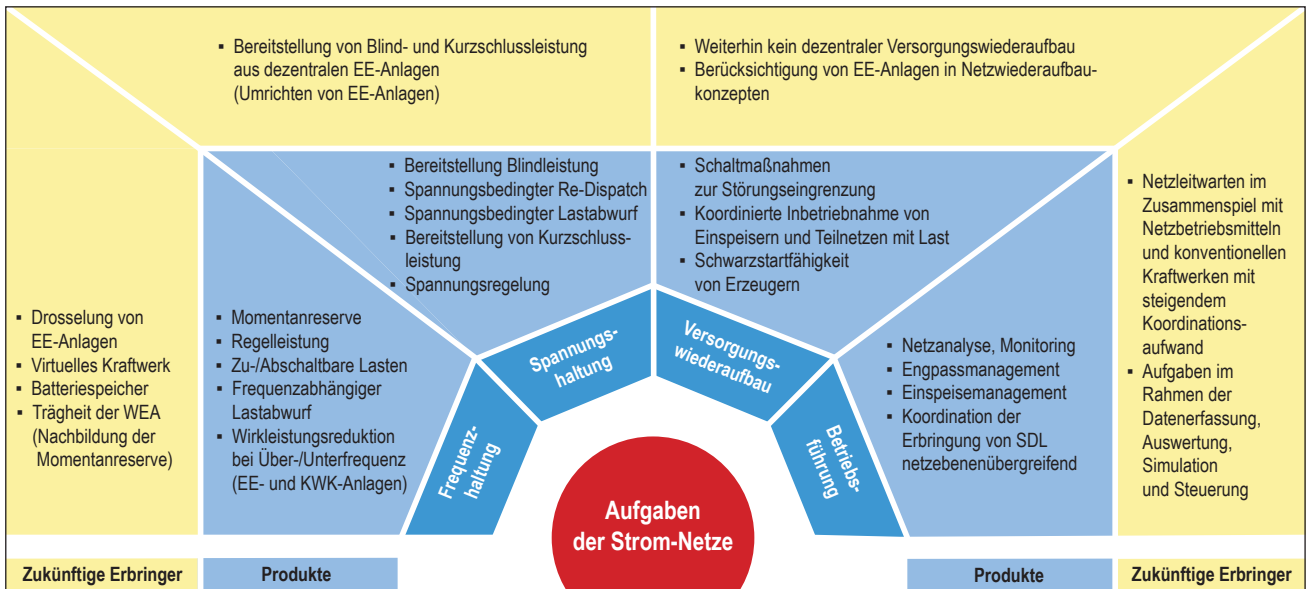 ▪ Bereitstellung von Blind- und Kurzschlussleistung
aus dezentralen EE-Anlagen
(Umrichten von EE-Anlagen)
▪ Weiterhin kein dezentraler Versorgungswiederaufbau
▪ Berücksichtigung von EE-Anlagen in Netzwiederaufbau-
konzepten
▪ Drosselung von
EE-Anlagen
▪ Virtuelles Kraftwerk
▪ Batteriespeicher
▪ Trägheit der WEA
(Nachbildung der
Momentanreserve)
▪ Momentanreserve
▪ Regelleistung
▪ Zu-/Abschaltbare Lasten
▪ Frequenzabhängiger
Lastabwurf
▪ Wirkleistungsreduktion
bei Über-/Unterfrequenz
(EE- und KWK-Anlagen)
▪ Bereitstellung Blindleistung
▪ Spannungsbedingter Re-Dispatch
▪ Spannungsbedingter Lastabwurf
▪ Bereitstellung von Kurzschluss-
leistung
▪ Spannungsregelung
▪ Schaltmaßnahmen
zur Störungseingrenzung
▪ Koordinierte Inbetriebnahme von
Einspeisern und Teilnetzen mit Last
▪ Schwarzstartfähigkeit
von Erzeugern
▪ Netzanalyse, Monitoring
▪ Engpassmanagement
▪ Einspeisemanagement
▪ Koordination der
Erbringung von SDL
netzebenenübergreifend
▪ Netzleitwarten im
Zusammenspiel mit
Netzbetriebsmitteln
und konventionellen
Kraftwerken mit
steigendem
Koordinations-
aufwand
▪ Aufgaben im
Rahmen der
Datenerfassung,
Auswertung,
Simulation
und Steuerung
Frequenz-
haltung
Spannungs-
haltung
Versorgungs-
wiederaufbau
Betriebs-
führung
Aufgaben
der Strom-Netze
Zukünftige Erbringer
Produkte
Produkte
Zukünftige Erbringer